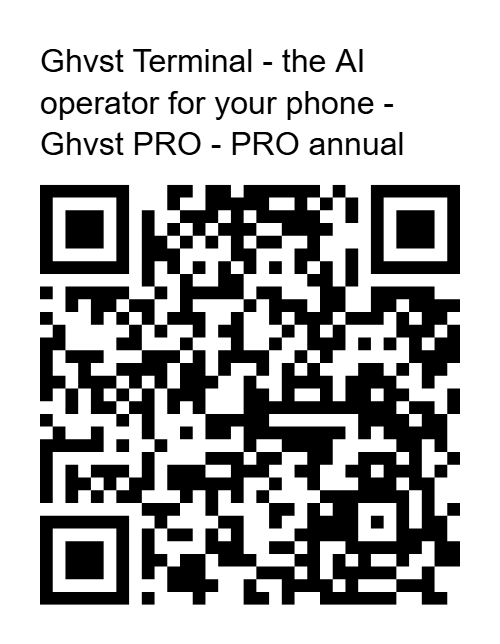 Ghvst Terminal - the AI
operator for your phone -
Ghvst PRO - PRO annual